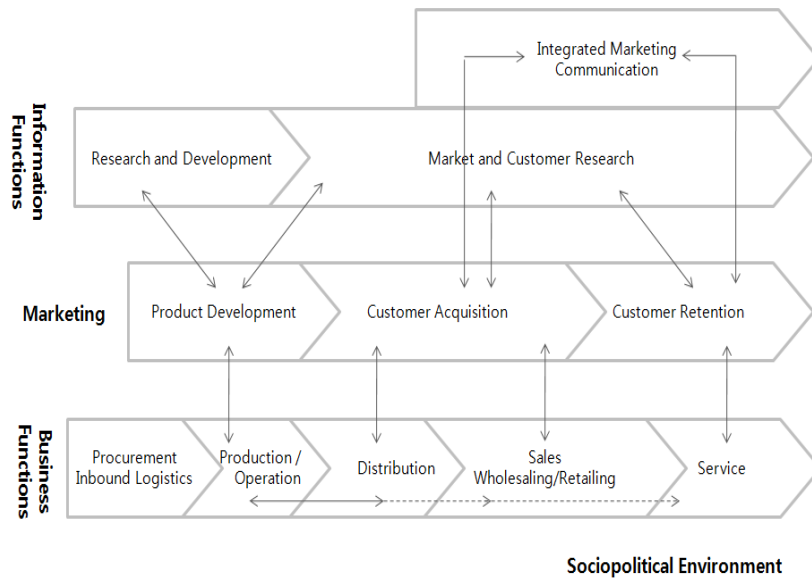 Integrated Marketing
Communication
Information
Functions
Research and Development
Market and Customer Research
Marketing
Product Development
Customer Acquisition
Customer Retention
Business
Functions
Procurement
Inbound Logistics
Production /
Operation
Distribution
Sales
Wholesaling/Retailing
Service
Sociopolitical Environment